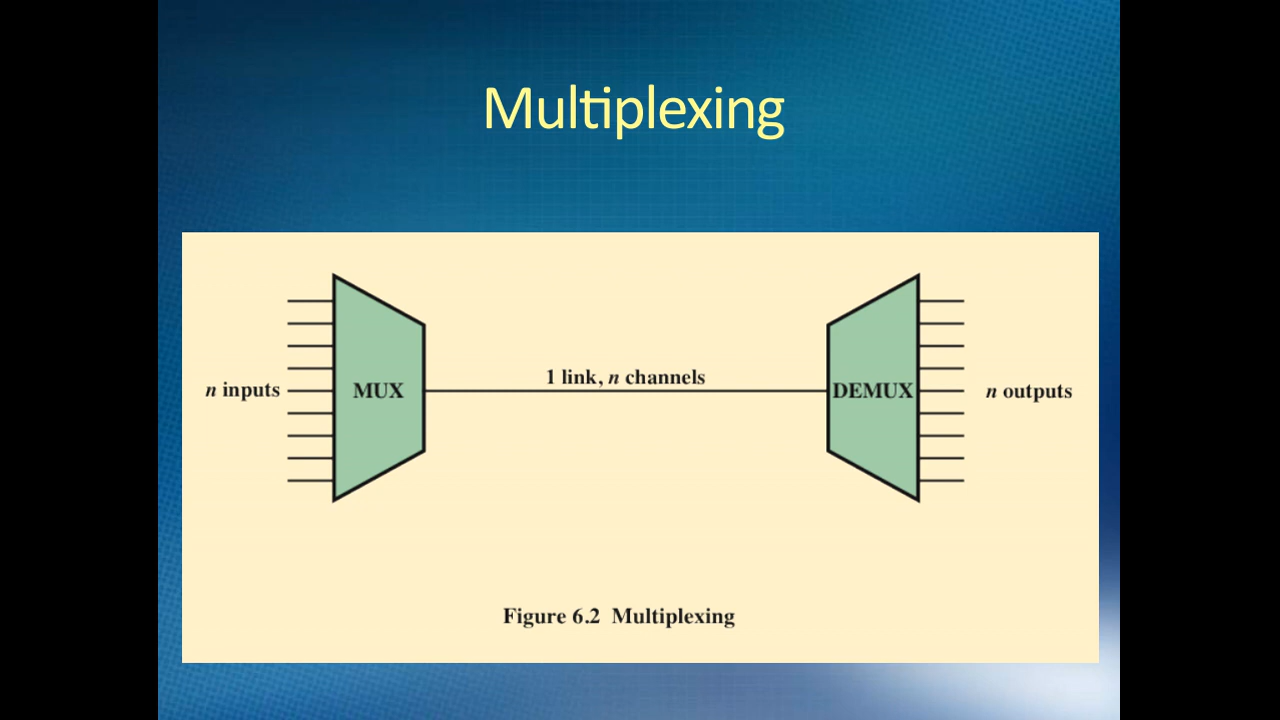 Multiplexing
1 link, n channels
n inputs
MUX
DEMUX
n outputs
Figure 6.2 Multiplexing